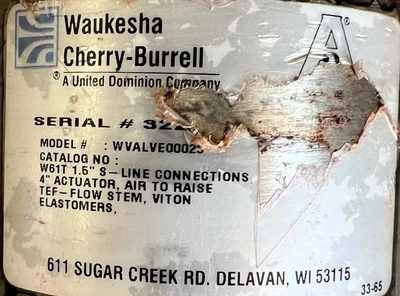 Waukesha
Cherry-Burrell
® A United Dominion Company
A®
SERIAL # 32
MODEL # : WVALVE00023
CATALOG NO :
W61T 1.5" S-LINE CONNECTIONS
4" ACTUATOR, AIR TO RAISE
TEF-FLOW STEM, VITON
ELASTOMERS,
611 SUGAR CREEK RD. DELAVAN, WI 53115
33-65